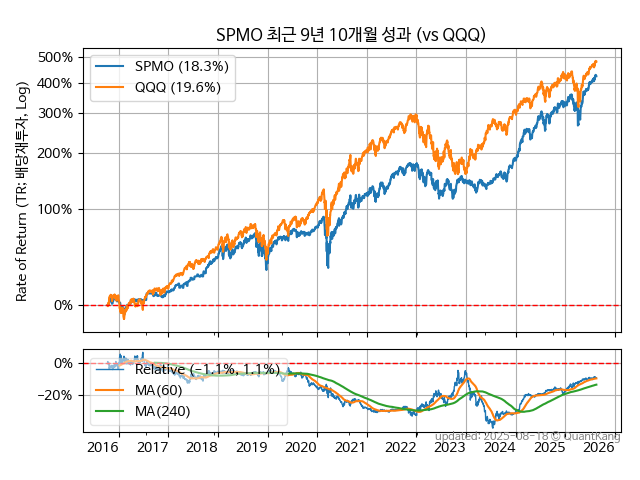 SPMO 최근 9년 10개월 성과 (vs QQQ)
Rate of Return (TR: 배당재투자, Log)
500%
400%
300%
200%
100%
0%
SPMO (18.3%)
QQQ (19.6%)
0%
−20%
Relative (−1.1%, 1.1%)
MA(60)
MA(240)
updated: 2025-08-18 © QuantKang
2016 2017 2018 2019 2020 2021 2022 2023 2024 2025 2026